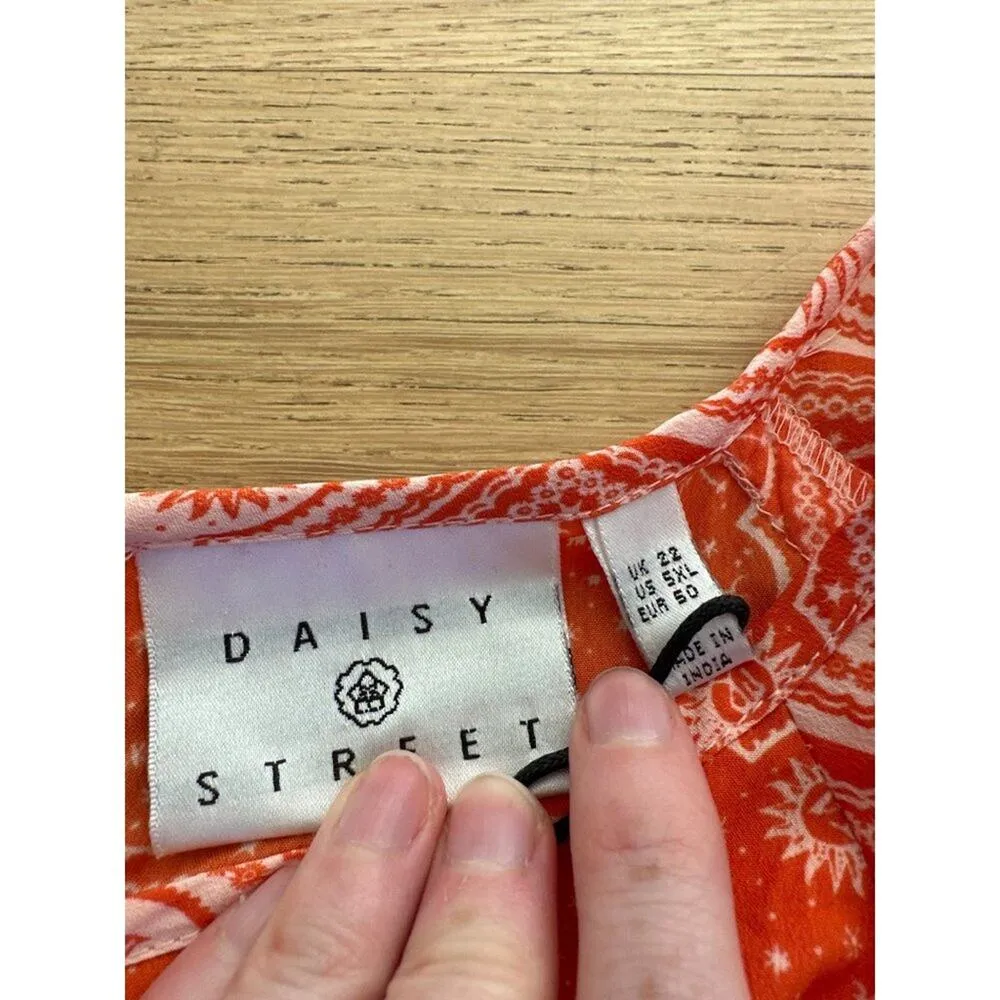 DAISY
STREET
UK 22
US 5XL
EUR 50
MADE IN
INDIA